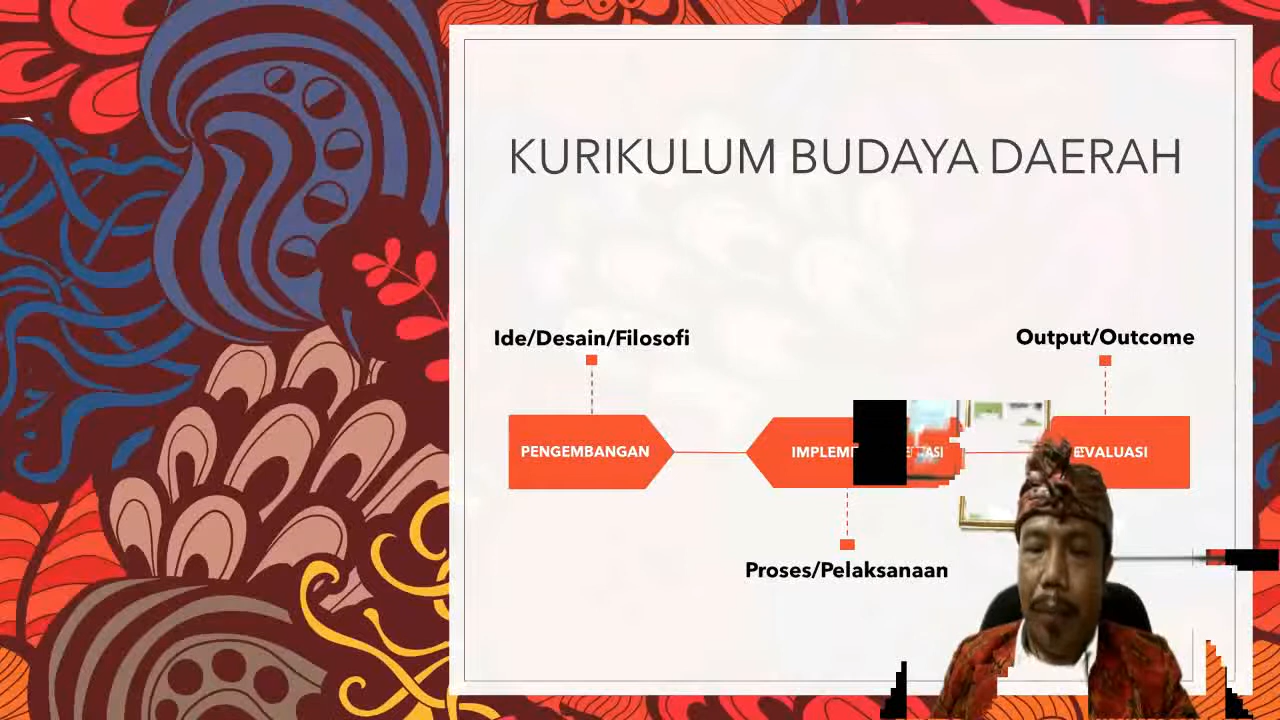 KURIKULUM BUDAYA DAERAH
Ide/Desain/Filosofi
Output/Outcome
PENGEMBANGAN
EVALUASI
Proses/Pelaksanaan